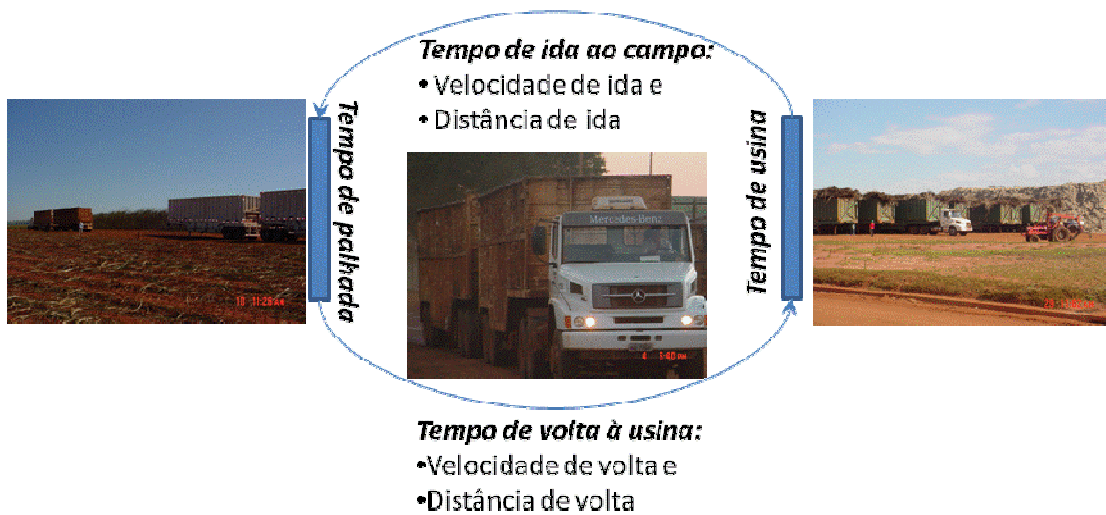 Tempo de ida ao campo:
• Velocidade de ida e
• Distância de ida
Tempo de palhada
Mercedes-Benz
Tempo de usina
Tempo de volta à usina:
•Velocidade de volta e
•Distância de volta